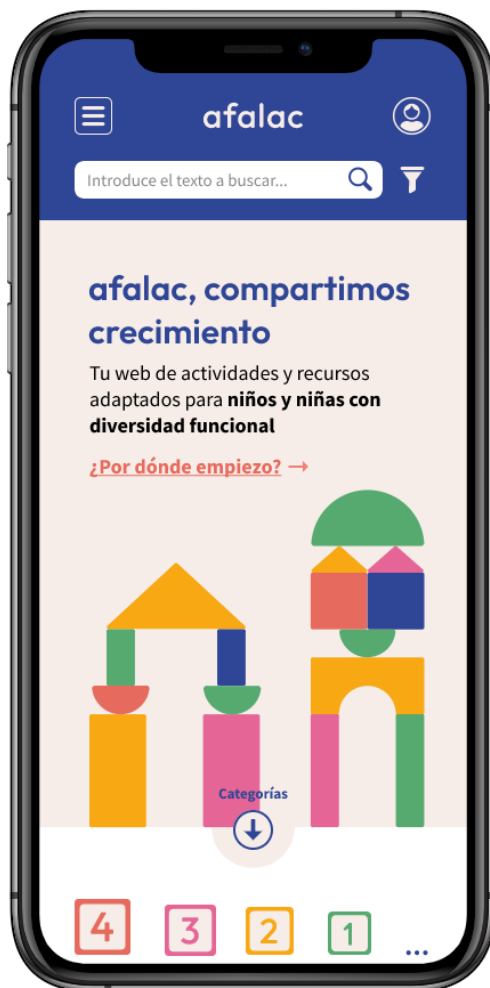 afalac
Introduce el texto a buscar...
afalac, compartimos
crecimiento
Tu web de actividades y recursos
adaptados para niños y niñas con
diversidad funcional
¿Por dónde empiezo? →
Categorías
4 3 2 1 ...